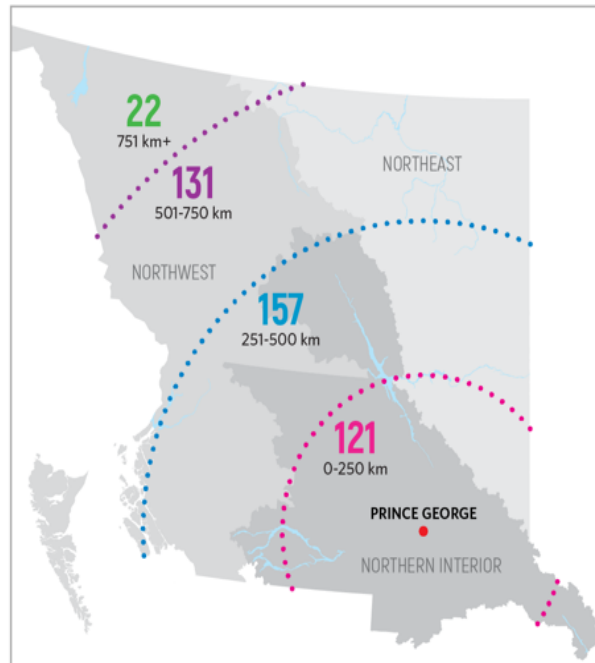 22
751 km+
131
501-750 km
NORTHEAST
NORTHWEST
157
251-500 km
121
0-250 km
PRINCE GEORGE
NORTHERN INTERIOR